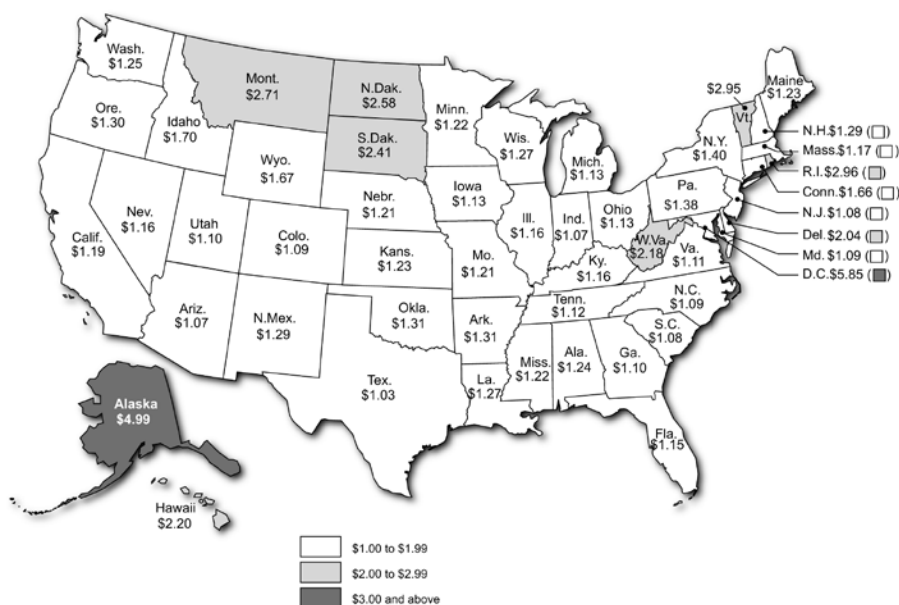 Wash.
$1.25
Ore.
$1.30
Idaho
$1.70
Mont.
$2.71
N.Dak.
$2.58
S.Dak.
$2.41
Minn.
$1.22
Wis.
$1.27
Mich.
$1.13
Wyo.
$1.67
Nebr.
$1.21
Iowa
$1.13
Nev.
$1.16
Utah
$1.10
Colo.
$1.09
Calif.
$1.19
Kans.
$1.23
Mo.
$1.21
Ill.
$1.16
Ind.
$1.07
Ohio
$1.13
Ky.
$1.16
W.Va.
$2.18
Va.
$1.11
Pa.
$1.38
N.Y.
$1.40
$2.95
Vt.
Maine
$1.23
N.H.$1.29
Mass.$1.17
R.I.$2.96
Conn.$1.66
N.J.$1.08
Del.$2.04
Md.$1.09
D.C.$5.85
Ariz.
$1.07
N.Mex.
$1.29
Okla.
$1.31
Ark.
$1.31
Tenn.
$1.12
N.C.
$1.09
S.C.
$1.08
Tex.
$1.03
La.
$1.27
Miss.
$1.22
Ala.
$1.24
Ga.
$1.10
Fla.
$1.15
Alaska
$4.99
Hawaii
$2.20
$1.00 to $1.99
$2.00 to $2.99
$3.00 and above